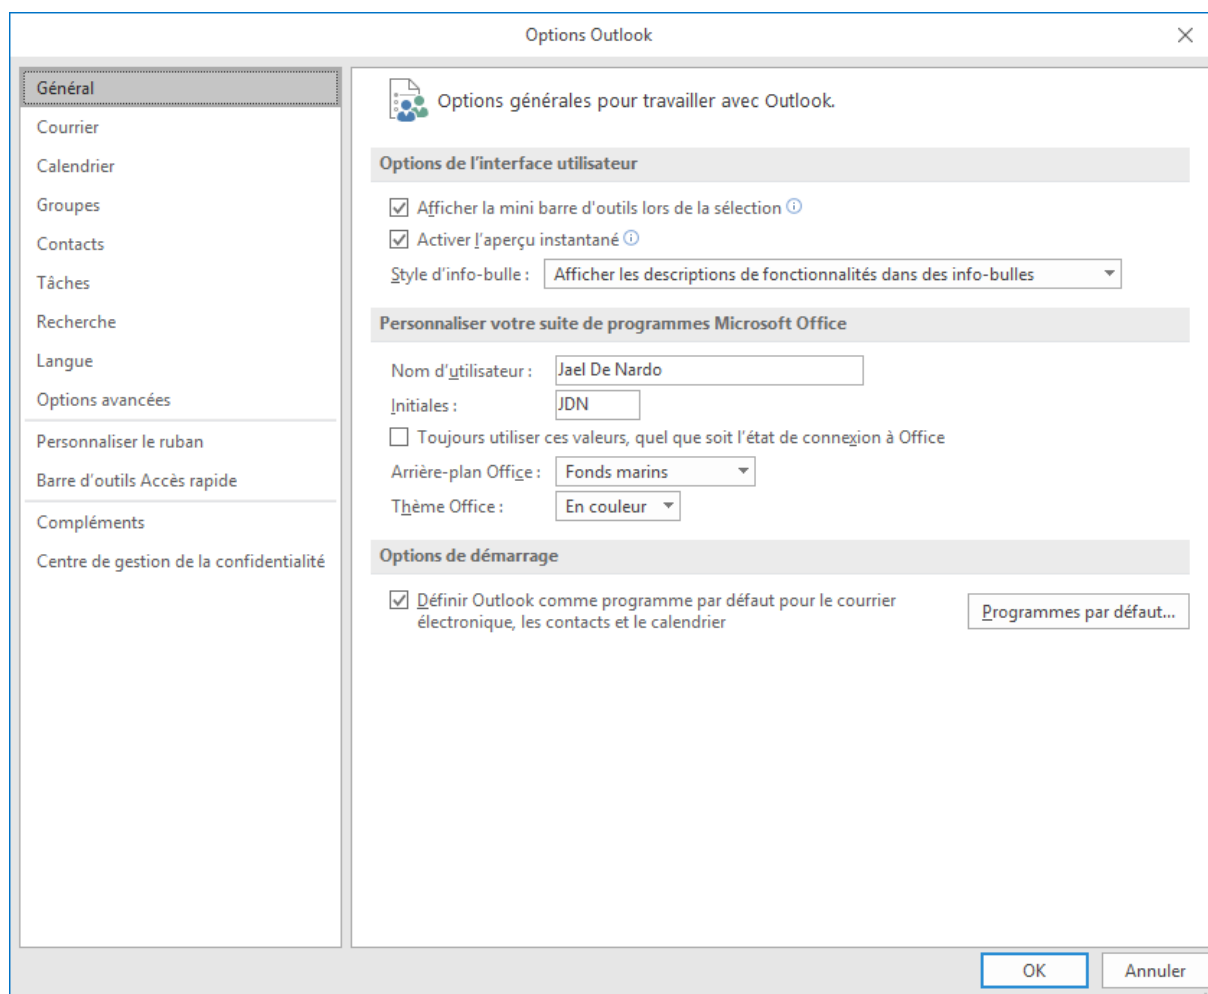 Options Outlook
Général
Courrier
Calendrier
Groupes
Contacts
Tâches
Recherche
Langue
Options avancées
Personnaliser le ruban
Barre d'outils Accès rapide
Compléments
Centre de gestion de la confidentialité
Options générales pour travailler avec Outlook.
Options de l'interface utilisateur
Afficher la mini barre d'outils lors de la sélection
Activer l'aperçu instantané
Style d'info-bulle : Afficher les descriptions de fonctionnalités dans des info-bulles
Personnaliser votre suite de programmes Microsoft Office
Nom d'utilisateur : Jael De Nardo
Initiales : JDN
Toujours utiliser ces valeurs, quel que soit l'état de connexion à Office
Arrière-plan Office : Fonds marins
Thème Office : En couleur
Options de démarrage
Définir Outlook comme programme par défaut pour le courrier
électronique, les contacts et le calendrier
Programmes par défaut...
OK
Annuler